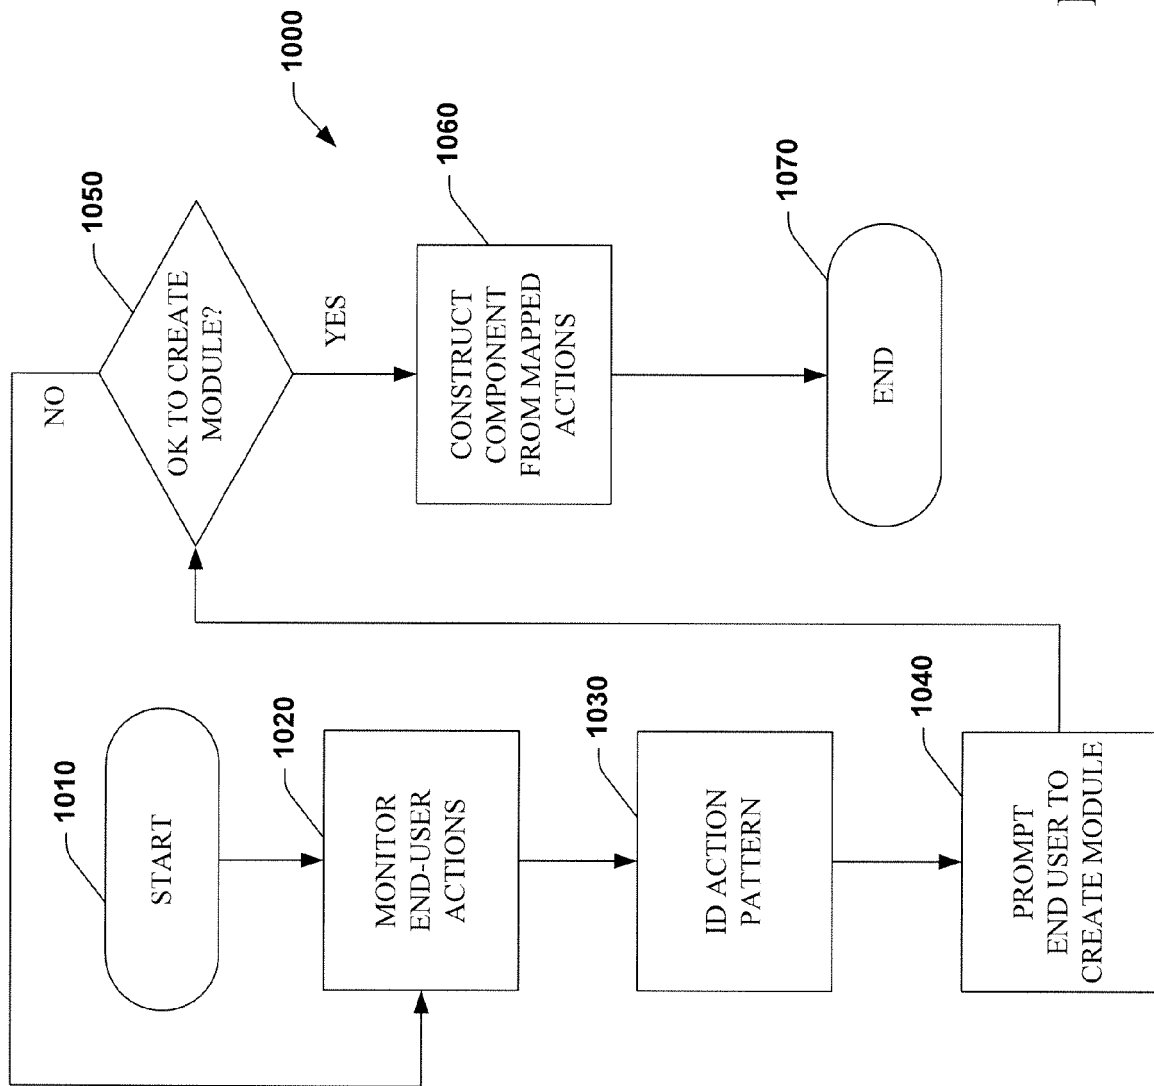 1000
1010
START
1020
MONITOR
END-USER
ACTIONS
1030
ID ACTION
PATTERN
1040
PROMPT
END USER TO
CREATE MODULE
1050
OK TO CREATE
MODULE?
NO
YES
1060
CONSTRUCT
COMPONENT
FROM MAPPED
ACTIONS
1070
END